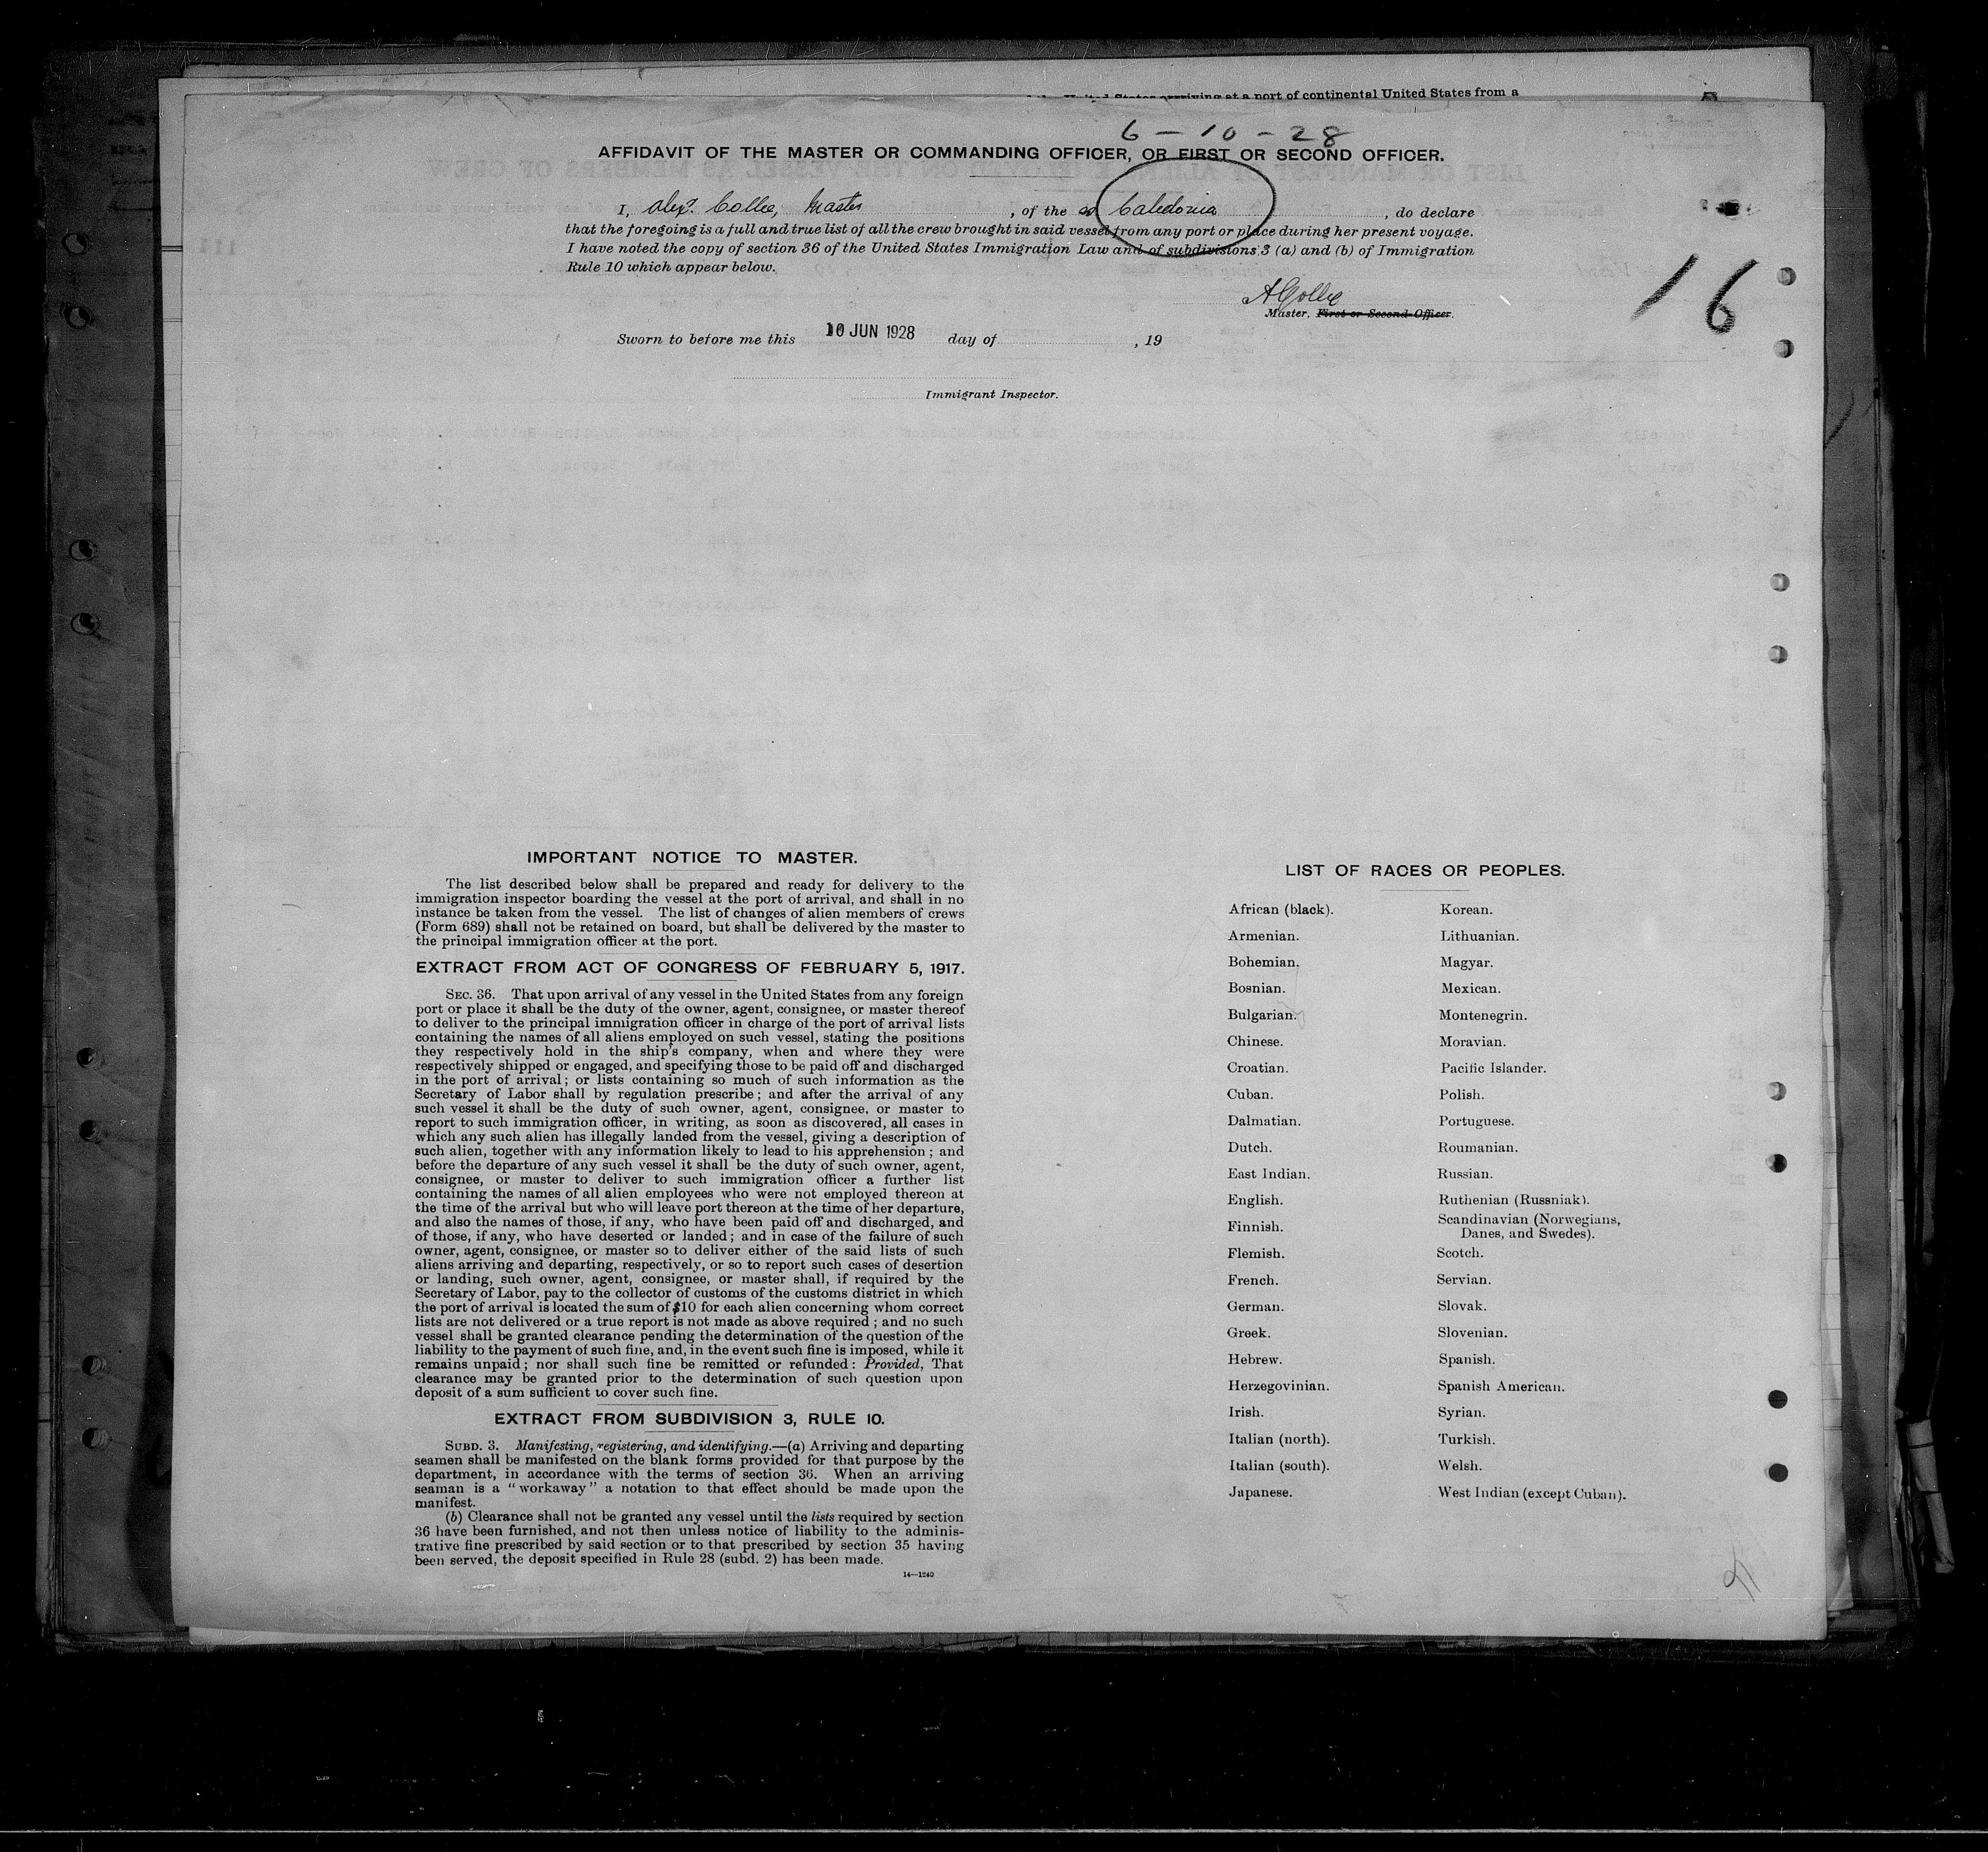 arriving at a port of continental United States from a
6 - 10 - 28
AFFIDAVIT OF THE MASTER OR COMMANDING OFFICER, OR FIRST OR SECOND OFFICER.
I, Alexr. Collie, Master, of the ss Caledonia, do declare
that the foregoing is a full and true list of all the crew brought in said vessel from any port or place during her present voyage.
I have noted the copy of section 36 of the United States Immigration Law and of subdivisions 3 (a) and (b) of Immigration
Rule 10 which appear below.
16
A Collie
Master, First or Second Officer.
Sworn to before me this 10 JUN 1928 day of , 19
Immigrant Inspector.
IMPORTANT NOTICE TO MASTER.
The list described below shall be prepared and ready for delivery to the
immigration inspector boarding the vessel at the port of arrival, and shall in no
instance be taken from the vessel. The list of changes of alien members of crews
(Form 689) shall not be retained on board, but shall be delivered by the master to
the principal immigration officer at the port.
EXTRACT FROM ACT OF CONGRESS OF FEBRUARY 5, 1917.
SEC. 36. That upon arrival of any vessel in the United States from any foreign
port or place it shall be the duty of the owner, agent, consignee, or master thereof
to deliver to the principal immigration officer in charge of the port of arrival lists
containing the names of all aliens employed on such vessel, stating the positions
they respectively hold in the ship's company, when and where they were
respectively shipped or engaged, and specifying those to be paid off and discharged
in the port of arrival; or lists containing so much of such information as the
Secretary of Labor shall by regulation prescribe; and after the arrival of any
such vessel it shall be the duty of such owner, agent, consignee, or master to
report to such immigration officer, in writing, as soon as discovered, all cases in
which any such alien has illegally landed from the vessel, giving a description of
such alien, together with any information likely to lead to his apprehension; and
before the departure of any such vessel it shall be the duty of such owner, agent,
consignee, or master to deliver to such immigration officer a further list
containing the names of all alien employees who were not employed thereon at
the time of the arrival but who will leave port thereon at the time of her departure,
and also the names of those, if any, who have been paid off and discharged, and
of those, if any, who have deserted or landed; and in case of the failure of such
owner, agent, consignee, or master so to deliver either of the said lists of such
aliens arriving and departing, respectively, or so to report such cases of desertion
or landing, such owner, agent, consignee, or master shall, if required by the
Secretary of Labor, pay to the collector of customs of the customs district in which
the port of arrival is located the sum of $10 for each alien concerning whom correct
lists are not delivered or a true report is not made as above required; and no such
vessel shall be granted clearance pending the determination of the question of the
liability to the payment of such fine, and, in the event such fine is imposed, while it
remains unpaid; nor shall such fine be remitted or refunded: Provided, That
clearance may be granted prior to the determination of such question upon
deposit of a sum sufficient to cover such fine.
EXTRACT FROM SUBDIVISION 3, RULE 10.
SUBD. 3. Manifesting, registering, and identifying.—(a) Arriving and departing
seamen shall be manifested on the blank forms provided for that purpose by the
department, in accordance with the terms of section 36. When an arriving
seaman is a "workaway" a notation to that effect should be made upon the
manifest.
(b) Clearance shall not be granted any vessel until the lists required by section
36 have been furnished, and not then unless notice of liability to the adminis-
trative fine prescribed by said section or to that prescribed by section 35 having
been served, the deposit specified in Rule 28 (subd. 2) has been made.
14—1240
LIST OF RACES OR PEOPLES.
African (black).
Armenian.
Bohemian.
Bosnian.
Bulgarian.
Chinese.
Croatian.
Cuban.
Dalmatian.
Dutch.
East Indian.
English.
Finnish.
Flemish.
French.
German.
Greek.
Hebrew.
Herzegovinian.
Irish.
Italian (north).
Italian (south).
Japanese.
Korean.
Lithuanian.
Magyar.
Mexican.
Montenegrin.
Moravian.
Pacific Islander.
Polish.
Portuguese.
Roumanian.
Russian.
Ruthenian (Russniak).
Scandinavian (Norwegians,
Danes, and Swedes).
Scotch.
Servian.
Slovak.
Slovenian.
Spanish.
Spanish American.
Syrian.
Turkish.
Welsh.
West Indian (except Cuban).